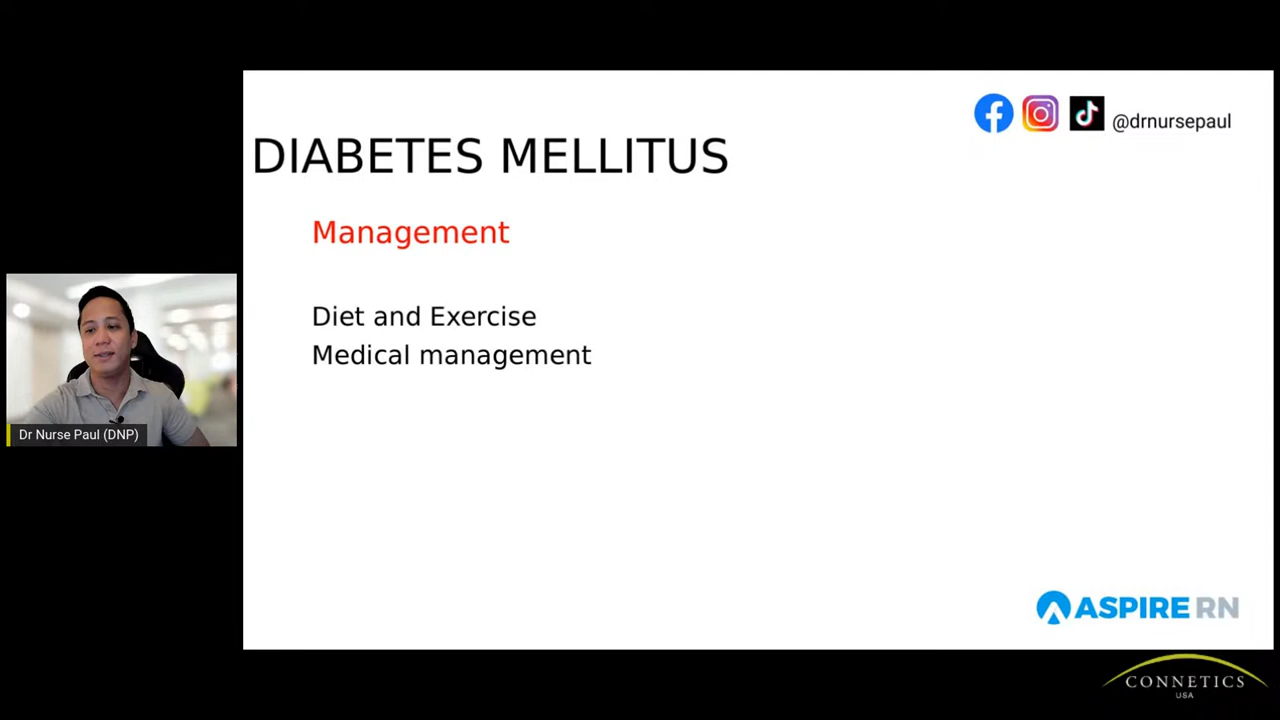 @drnursepaul
DIABETES MELLITUS
Management
Diet and Exercise
Medical management
Dr Nurse Paul (DNP)
ASPIRE RN
CONNETICS
USA